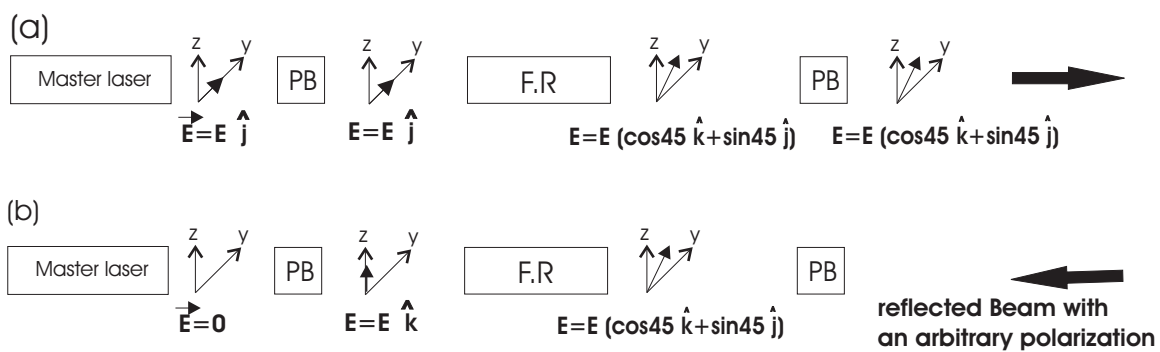 (a)
z y z y z y z y
Master laser PB F.R PB
E=E ĵ E=E ĵ E=E (cos45 k̂+sin45 ĵ) E=E (cos45 k̂+sin45 ĵ)
(b)
z y z y z y
Master laser PB F.R PB
E=0 E=E k̂ E=E (cos45 k̂+sin45 ĵ)
reflected Beam with
an arbitrary polarization